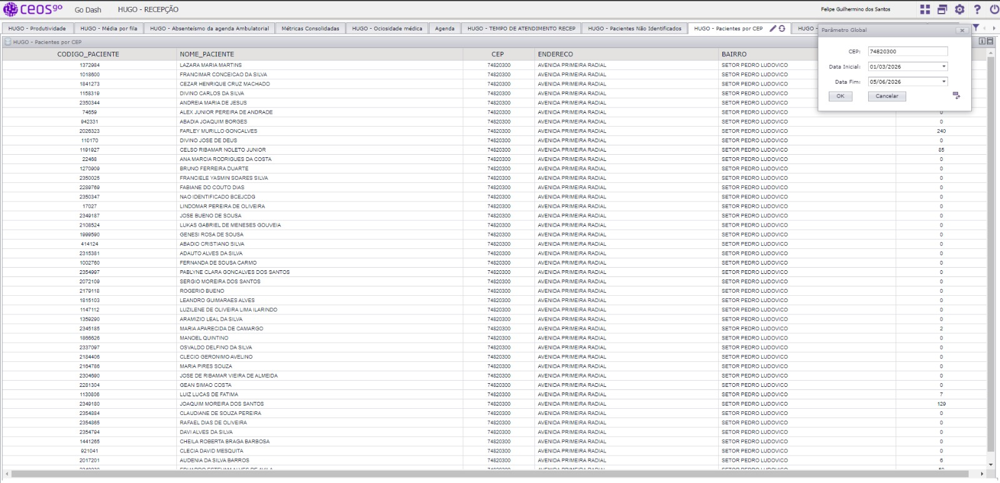 ceosgo Go Dash HUGO - RECEPÇÃO Felipe Guilhermino dos Santos
HUGO - Produtividade HUGO - Média por fila HUGO - Absenteísmo da agenda Ambulatorial Métricas Consolidadas HUGO - Ociosidade médica Agenda HUGO - TEMPO DE ATENDIMENTO RECEP HUGO - Pacientes Não Identificados HUGO - Pacientes por CEP HUGO -
Parâmetro Global
CEP: 74820300
Data Inicial: 01/03/2026
Data Fim: 05/06/2026
OK Cancelar
HUGO - Pacientes por CEP
CODIGO_PACIENTE NOME_PACIENTE CEP ENDERECO BAIRRO
1372984 LAZARA MARIA MARTINS 74820300 AVENIDA PRIMEIRA RADIAL SETOR PEDRO LUDOVICO
1018600 FRANCIMAR CONCEICAO DA SILVA 74820300 AVENIDA PRIMEIRA RADIAL SETOR PEDRO LUDOVICO
1841273 CEZAR HENRIQUE CRUZ MACHADO 74820300 AVENIDA PRIMEIRA RADIAL SETOR PEDRO LUDOVICO
1158319 DIVINO CARLOS DA SILVA 74820300 AVENIDA PRIMEIRA RADIAL SETOR PEDRO LUDOVICO
2350344 ANDREIA MARIA DE JESUS 74820300 AVENIDA PRIMEIRA RADIAL SETOR PEDRO LUDOVICO
74659 ALEX JUNIOR PEREIRA DE ANDRADE 74820300 AVENIDA PRIMEIRA RADIAL SETOR PEDRO LUDOVICO 0
942331 ABADIA JOAQUIM BORGES 74820300 AVENIDA PRIMEIRA RADIAL SETOR PEDRO LUDOVICO 0
2026323 FARLEY MURILLO GONCALVES 74820300 AVENIDA PRIMEIRA RADIAL SETOR PEDRO LUDOVICO 240
110170 DIVINO JOSE DE DEUS 74820300 AVENIDA PRIMEIRA RADIAL SETOR PEDRO LUDOVICO 0
1191927 CELSO RIBAMAR NOLETO JUNIOR 74820300 AVENIDA PRIMEIRA RADIAL SETOR PEDRO LUDOVICO 85
22468 ANA MARCIA RODRIGUES DA COSTA 74820300 AVENIDA PRIMEIRA RADIAL SETOR PEDRO LUDOVICO 0
1270909 BRUNO FERREIRA DUARTE 74820300 AVENIDA PRIMEIRA RADIAL SETOR PEDRO LUDOVICO 0
2350025 FRANCIELE YASMIN SOARES SILVA 74820300 AVENIDA PRIMEIRA RADIAL SETOR PEDRO LUDOVICO 0
2289769 FABIANE DO COUTO DIAS 74820300 AVENIDA PRIMEIRA RADIAL SETOR PEDRO LUDOVICO 0
2350347 NAO IDENTIFICADO BCEJCDG 74820300 AVENIDA PRIMEIRA RADIAL SETOR PEDRO LUDOVICO 0
17027 LINDOMAR PEREIRA DE OLIVEIRA 74820300 AVENIDA PRIMEIRA RADIAL SETOR PEDRO LUDOVICO 0
2349187 JOSE BUENO DE SOUSA 74820300 AVENIDA PRIMEIRA RADIAL SETOR PEDRO LUDOVICO 0
2108524 LUKAS GABRIEL DE MENESES GOUVEIA 74820300 AVENIDA PRIMEIRA RADIAL SETOR PEDRO LUDOVICO 0
1999590 GENESI ROSA DE SOUSA 74820300 AVENIDA PRIMEIRA RADIAL SETOR PEDRO LUDOVICO 0
414124 ABADIO CRISTIANO SILVA 74820300 AVENIDA PRIMEIRA RADIAL SETOR PEDRO LUDOVICO 0
2315381 ADAUTO ALVES DA SILVA 74820300 AVENIDA PRIMEIRA RADIAL SETOR PEDRO LUDOVICO 0
1002760 FERNANDA DE SOUSA CARMO 74820300 AVENIDA PRIMEIRA RADIAL SETOR PEDRO LUDOVICO 0
2354997 PABLYNE CLARA GONCALVES DOS SANTOS 74820300 AVENIDA PRIMEIRA RADIAL SETOR PEDRO LUDOVICO 0
2072109 SERGIO MOREIRA DOS SANTOS 74820300 AVENIDA PRIMEIRA RADIAL SETOR PEDRO LUDOVICO 0
2179118 ROGERIO BUENO 74820300 AVENIDA PRIMEIRA RADIAL SETOR PEDRO LUDOVICO 0
1815103 LEANDRO GUIMARAES ALVES 74820300 AVENIDA PRIMEIRA RADIAL SETOR PEDRO LUDOVICO 0
1147112 LUZILENE DE OLIVEIRA LIMA ILARINDO 74820300 AVENIDA PRIMEIRA RADIAL SETOR PEDRO LUDOVICO 0
1359290 ARAMIZIO LEAL DA SILVA 74820300 AVENIDA PRIMEIRA RADIAL SETOR PEDRO LUDOVICO 0
2345185 MARIA APARECIDA DE CAMARGO 74820300 AVENIDA PRIMEIRA RADIAL SETOR PEDRO LUDOVICO 2
1866626 MANOEL QUINTINO 74820300 AVENIDA PRIMEIRA RADIAL SETOR PEDRO LUDOVICO 0
2337097 OSVALDO DELFINO DA SILVA 74820300 AVENIDA PRIMEIRA RADIAL SETOR PEDRO LUDOVICO 0
2184406 CLECIO GERONIMO AVELINO 74820300 AVENIDA PRIMEIRA RADIAL SETOR PEDRO LUDOVICO 0
2164786 MARIA PIRES SOUZA 74820300 AVENIDA PRIMEIRA RADIAL SETOR PEDRO LUDOVICO 0
2304690 JOSE DE RIBAMAR VIEIRA DE ALMEIDA 74820300 AVENIDA PRIMEIRA RADIAL SETOR PEDRO LUDOVICO 0
2281304 GEAN SIMAO COSTA 74820300 AVENIDA PRIMEIRA RADIAL SETOR PEDRO LUDOVICO 0
1130806 LUIZ LUCAS DE FATIMA 74820300 AVENIDA PRIMEIRA RADIAL SETOR PEDRO LUDOVICO 7
2349180 JOAQUIM MOREIRA DOS SANTOS 74820300 AVENIDA PRIMEIRA RADIAL SETOR PEDRO LUDOVICO 129
2354884 CLAUDIANE DE SOUZA PEREIRA 74820300 AVENIDA PRIMEIRA RADIAL SETOR PEDRO LUDOVICO 0
2354865 RAFAEL DIAS DE OLIVEIRA 74820300 AVENIDA PRIMEIRA RADIAL SETOR PEDRO LUDOVICO 0
2354794 DAVI ALVES DA SILVA 74820300 AVENIDA PRIMEIRA RADIAL SETOR PEDRO LUDOVICO 0
1441265 CHEILA ROBERTA BRAGA BARBOSA 74820300 AVENIDA PRIMEIRA RADIAL SETOR PEDRO LUDOVICO 0
921041 CLECIA DAVID MESQUITA 74820300 AVENIDA PRIMEIRA RADIAL SETOR PEDRO LUDOVICO 0
2017201 AUDENIA DA SILVA BARROS 74820300 AVENIDA PRIMEIRA RADIAL SETOR PEDRO LUDOVICO 6